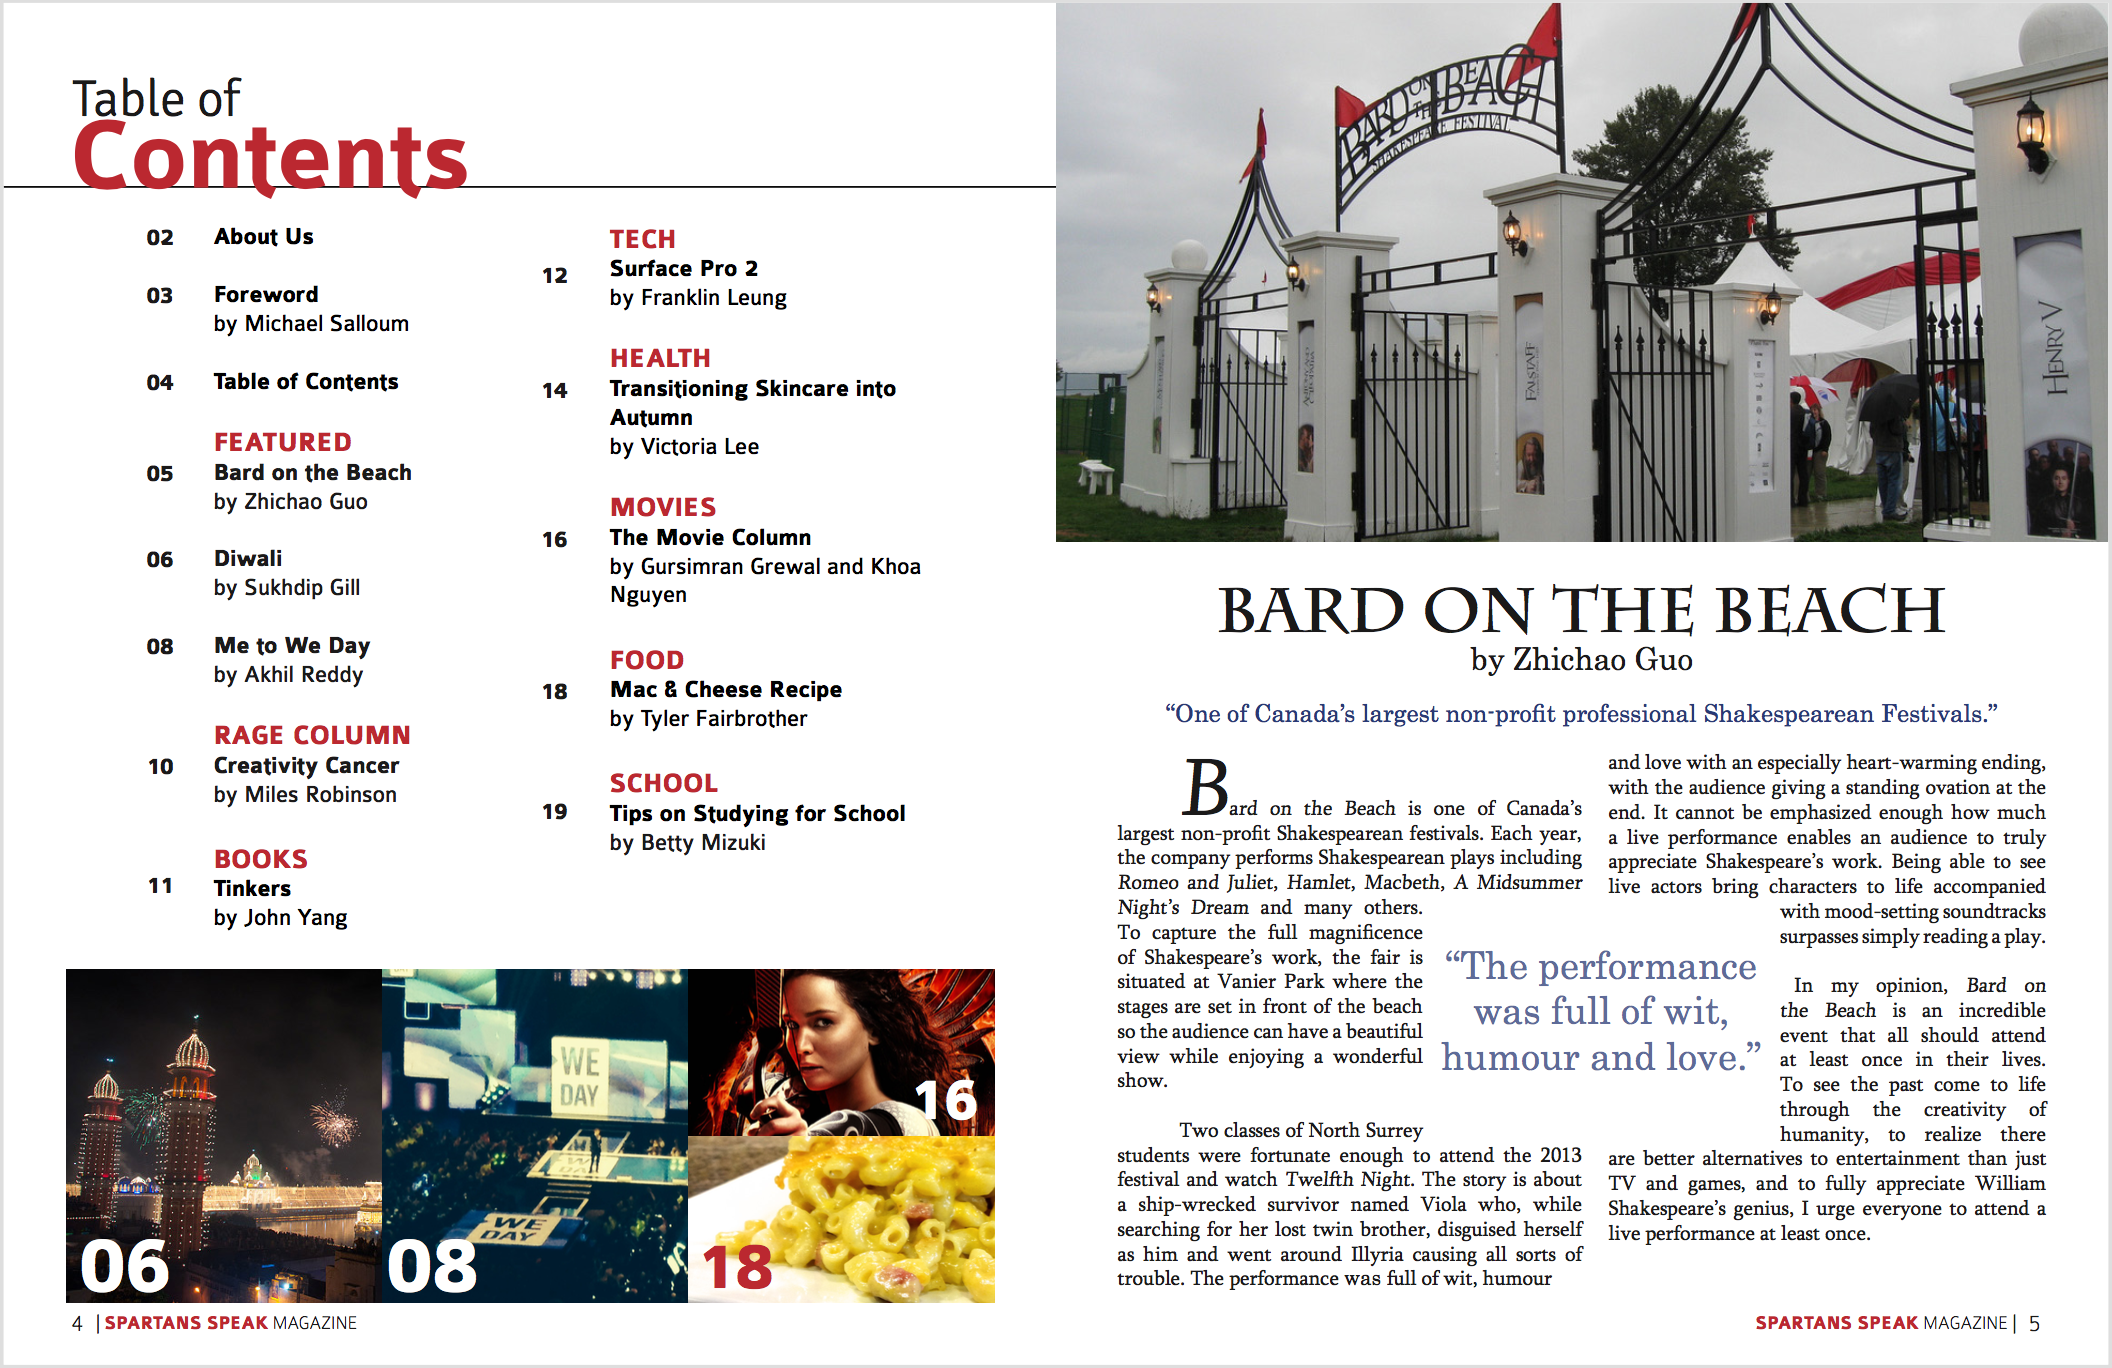 Table of
Contents
02 About Us
03 Foreword
by Michael Salloum
04 Table of Contents
FEATURED
05 Bard on the Beach
by Zhichao Guo
06 Diwali
by Sukhdip Gill
08 Me to We Day
by Akhil Reddy
RAGE COLUMN
10 Creativity Cancer
by Miles Robinson
BOOKS
11 Tinkers
by John Yang
TECH
12 Surface Pro 2
by Franklin Leung
HEALTH
14 Transitioning Skincare into
Autumn
by Victoria Lee
MOVIES
16 The Movie Column
by Gursimran Grewal and Khoa
Nguyen
FOOD
18 Mac & Cheese Recipe
by Tyler Fairbrother
SCHOOL
19 Tips on Studying for School
by Betty Mizuki
WE
DAY
WE
DAY
06
08
16
18
4 | SPARTANS SPEAK MAGAZINE
BARD ON THE BEACH
SHAKESPEARE FESTIVAL
FALSTAFF
HENRY V
BARD ON THE BEACH
by Zhichao Guo
“One of Canada’s largest non-profit professional Shakespearean Festivals.”
Bard on the Beach is one of Canada’s
largest non-profit Shakespearean festivals. Each year,
the company performs Shakespearean plays including
Romeo and Juliet, Hamlet, Macbeth, A Midsummer
Night’s Dream and many others.
To capture the full magnificence
of Shakespeare’s work, the fair is
situated at Vanier Park where the
stages are set in front of the beach
so the audience can have a beautiful
view while enjoying a wonderful
show.
Two classes of North Surrey
students were fortunate enough to attend the 2013
festival and watch Twelfth Night. The story is about
a ship-wrecked survivor named Viola who, while
searching for her lost twin brother, disguised herself
as him and went around Illyria causing all sorts of
trouble. The performance was full of wit, humour
“The performance
was full of wit,
humour and love.”
and love with an especially heart-warming ending,
with the audience giving a standing ovation at the
end. It cannot be emphasized enough how much
a live performance enables an audience to truly
appreciate Shakespeare’s work. Being able to see
live actors bring characters to life accompanied
with mood-setting soundtracks
surpasses simply reading a play.
In my opinion, Bard on
the Beach is an incredible
event that all should attend
at least once in their lives.
To see the past come to life
through the creativity of
humanity, to realize there
are better alternatives to entertainment than just
TV and games, and to fully appreciate William
Shakespeare’s genius, I urge everyone to attend a
live performance at least once.
SPARTANS SPEAK MAGAZINE | 5